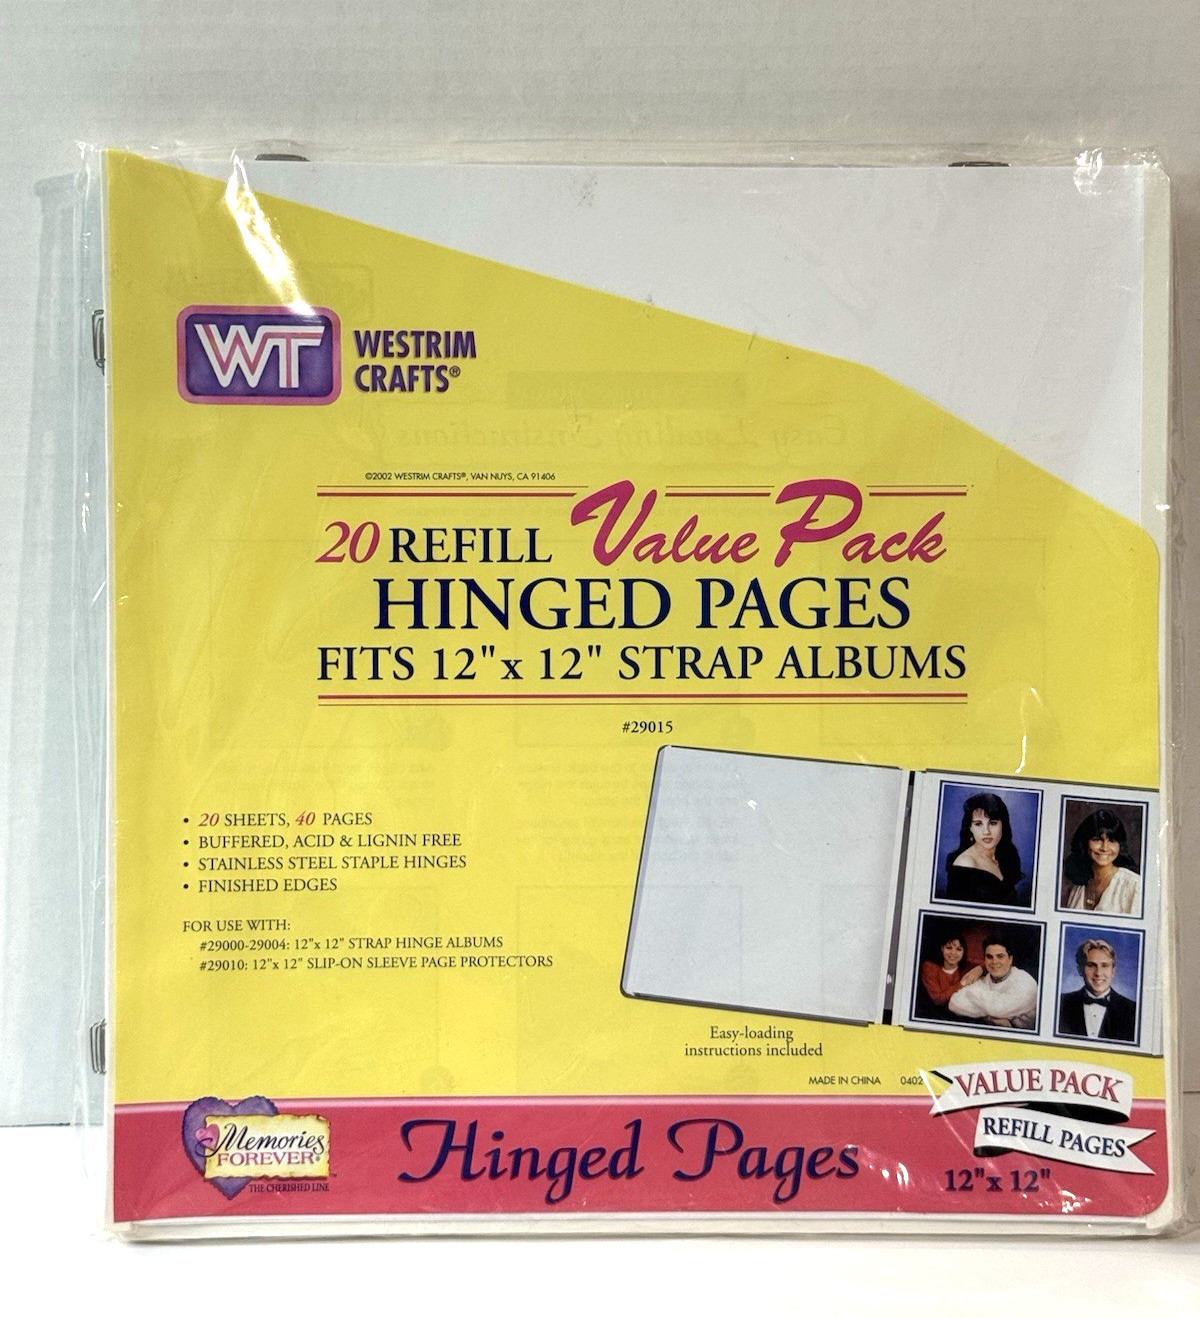 WT WESTRIM
CRAFTS®
©2002 WESTRIM CRAFTS®, VAN NUYS, CA 91406
20 REFILL Value Pack
HINGED PAGES
FITS 12"x 12" STRAP ALBUMS
#29015
• 20 SHEETS, 40 PAGES
• BUFFERED, ACID & LIGNIN FREE
• STAINLESS STEEL STAPLE HINGES
• FINISHED EDGES
FOR USE WITH:
#29000-29004: 12"x 12" STRAP HINGE ALBUMS
#29010: 12"x 12" SLIP-ON SLEEVE PAGE PROTECTORS
Easy-loading
instructions included
MADE IN CHINA 0402
VALUE PACK
REFILL PAGES
12"x 12"
Memories
FOREVER®
THE CHERISHED LINE
Hinged Pages